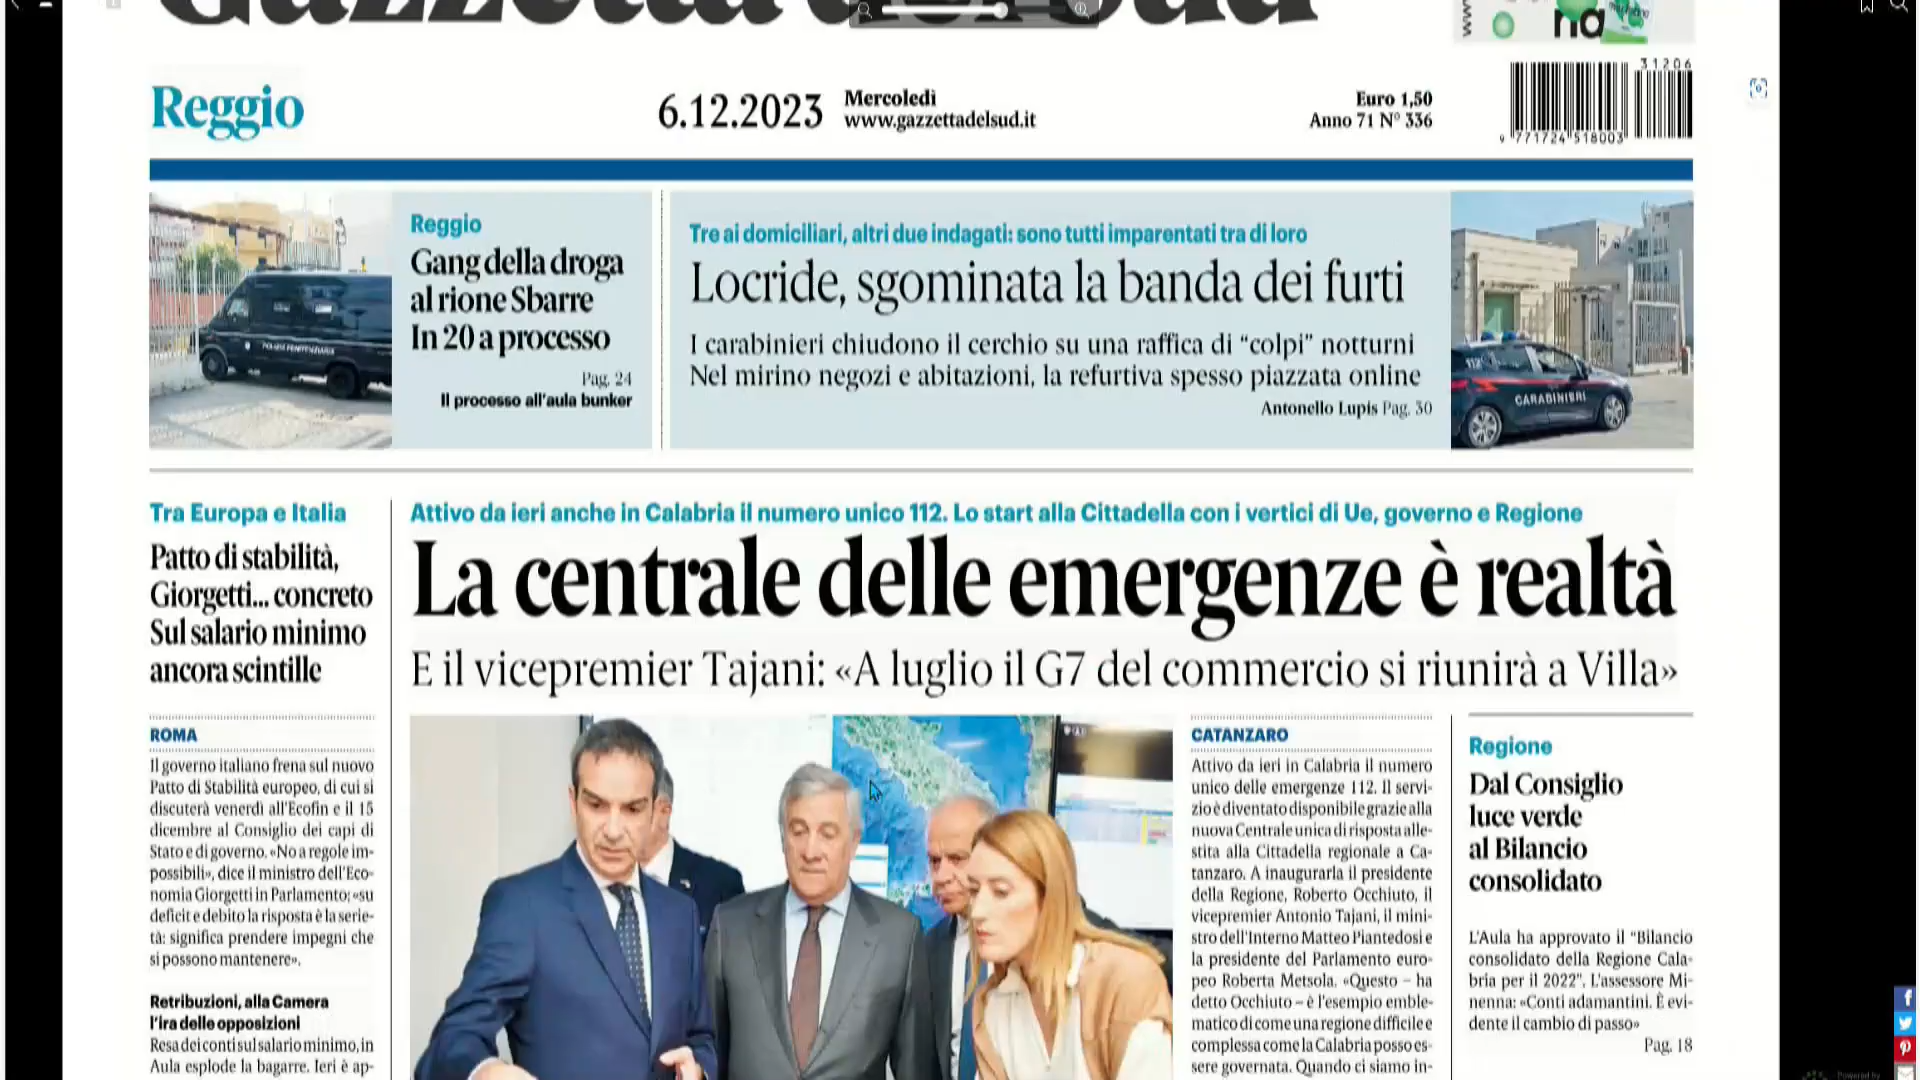 Gazzetta del Sud
Reggio
6.12.2023
Mercoledì
www.gazzettadelsud.it
Euro 1,50
Anno 71 N° 336
31206
9 771724 518003
Reggio
Gang della droga
al rione Sbarre
In 20 a processo
Pag. 24
Il processo all'aula bunker
POLIZIA PENITENZIARIA
Tre ai domiciliari, altri due indagati: sono tutti imparentati tra di loro
Locride, sgominata la banda dei furti
I carabinieri chiudono il cerchio su una raffica di “colpi” notturni
Nel mirino negozi e abitazioni, la refurtiva spesso piazzata online
Antonello Lupis Pag. 30
112
CARABINIERI
Tra Europa e Italia
Patto di stabilità,
Giorgetti... concreto
Sul salario minimo
ancora scintille
ROMA
Il governo italiano frena sul nuovo
Patto di Stabilità europeo, di cui si
discuterà venerdì all'Ecofin e il 15
dicembre al Consiglio dei capi di
Stato e di governo. «No a regole im-
possibili», dice il ministro dell'Eco-
nomia Giorgetti in Parlamento; «su
deficit e debito la risposta è la serie-
tà: significa prendere impegni che
si possono mantenere».
Retribuzioni, alla Camera
l'ira delle opposizioni
Resa dei conti sul salario minimo, in
Aula esplode la bagarre. Ieri è ap-
Attivo da ieri anche in Calabria il numero unico 112. Lo start alla Cittadella con i vertici di Ue, governo e Regione
La centrale delle emergenze è realtà
E il vicepremier Tajani: «A luglio il G7 del commercio si riunirà a Villa»
CATANZARO
Attivo da ieri in Calabria il numero
unico delle emergenze 112. Il servi-
zio è diventato disponibile grazie alla
nuova Centrale unica di risposta alle-
stita alla Cittadella regionale a Ca-
tanzaro. A inaugurarla il presidente
della Regione, Roberto Occhiuto, il
vicepremier Antonio Tajani, il mini-
stro dell'Interno Matteo Piantedosi e
la presidente del Parlamento euro-
peo Roberta Metsola. «Questo – ha
detto Occhiuto – è l'esempio emble-
matico di come una regione difficile e
complessa come la Calabria posso es-
sere governata. Quando ci siamo in-
Regione
Dal Consiglio
luce verde
al Bilancio
consolidato
L'Aula ha approvato il “Bilancio
consolidato della Regione Cala-
bria per il 2022”. L'assessore Mi-
nenna: «Conti adamantini. È evi-
dente il cambio di passo»
Pag. 18
Powered by